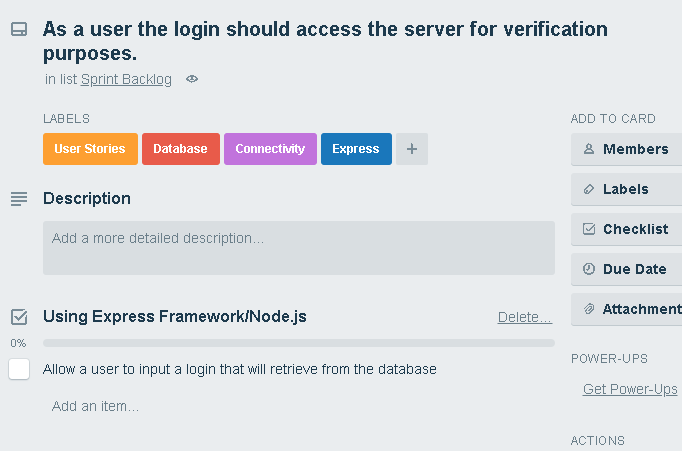 As a user the login should access the server for verification
purposes.
in list Sprint Backlog
LABELS
User Stories Database Connectivity Express +
Description
Add a more detailed description...
Using Express Framework/Node.js Delete...
0%
Allow a user to input a login that will retrieve from the database
Add an item...
ADD TO CARD
Members
Labels
Checklist
Due Date
Attachment
POWER-UPS
Get Power-Ups
ACTIONS